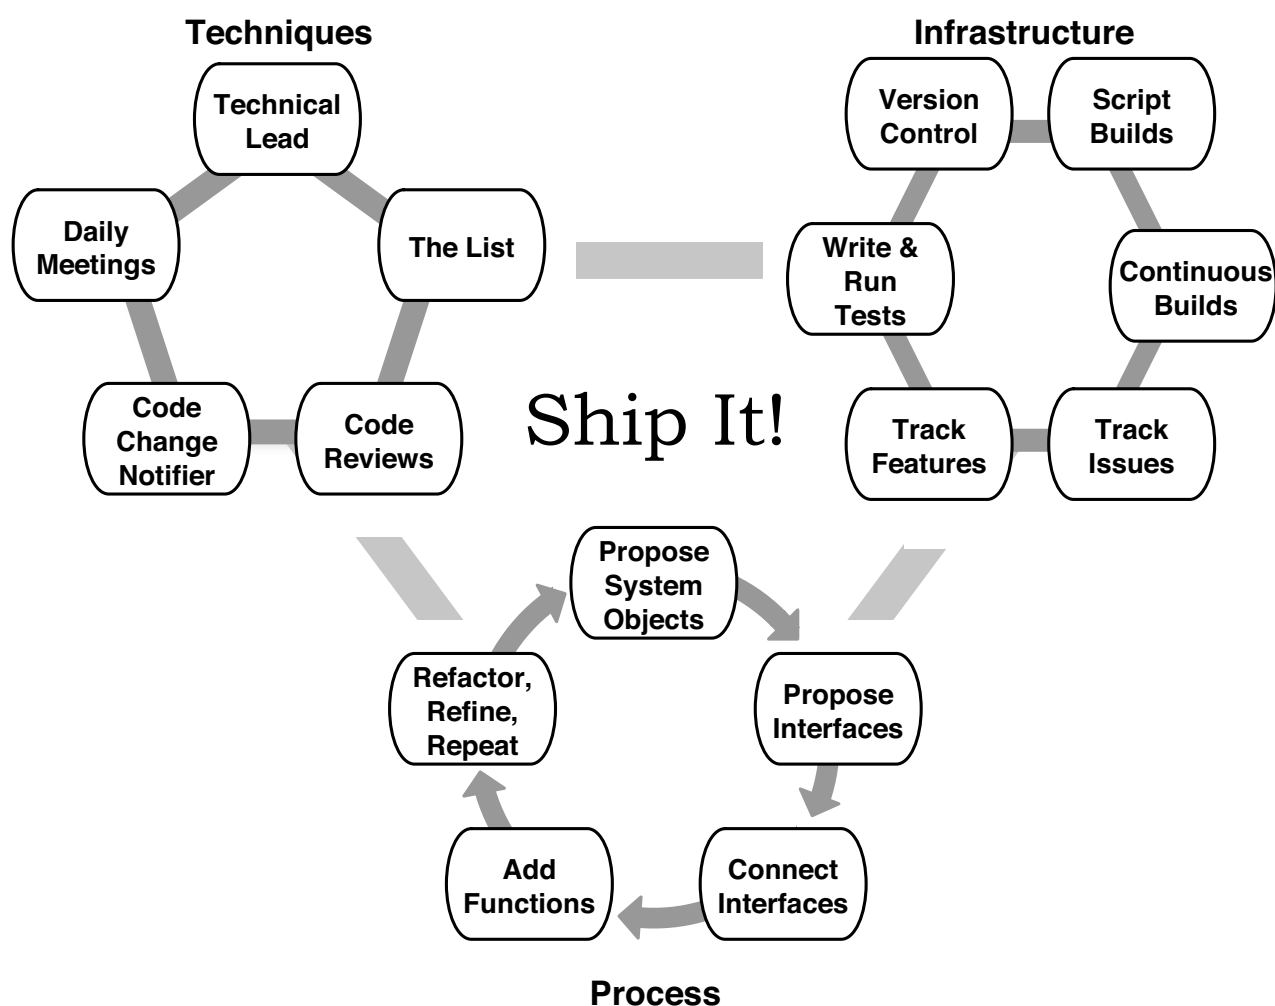 Techniques
Technical
Lead
Daily
Meetings
The List
Code
Change
Notifier
Code
Reviews
Infrastructure
Version
Control
Script
Builds
Write &
Run
Tests
Continuous
Builds
Track
Features
Track
Issues
Ship It!
Propose
System
Objects
Refactor,
Refine,
Repeat
Propose
Interfaces
Add
Functions
Connect
Interfaces
Process